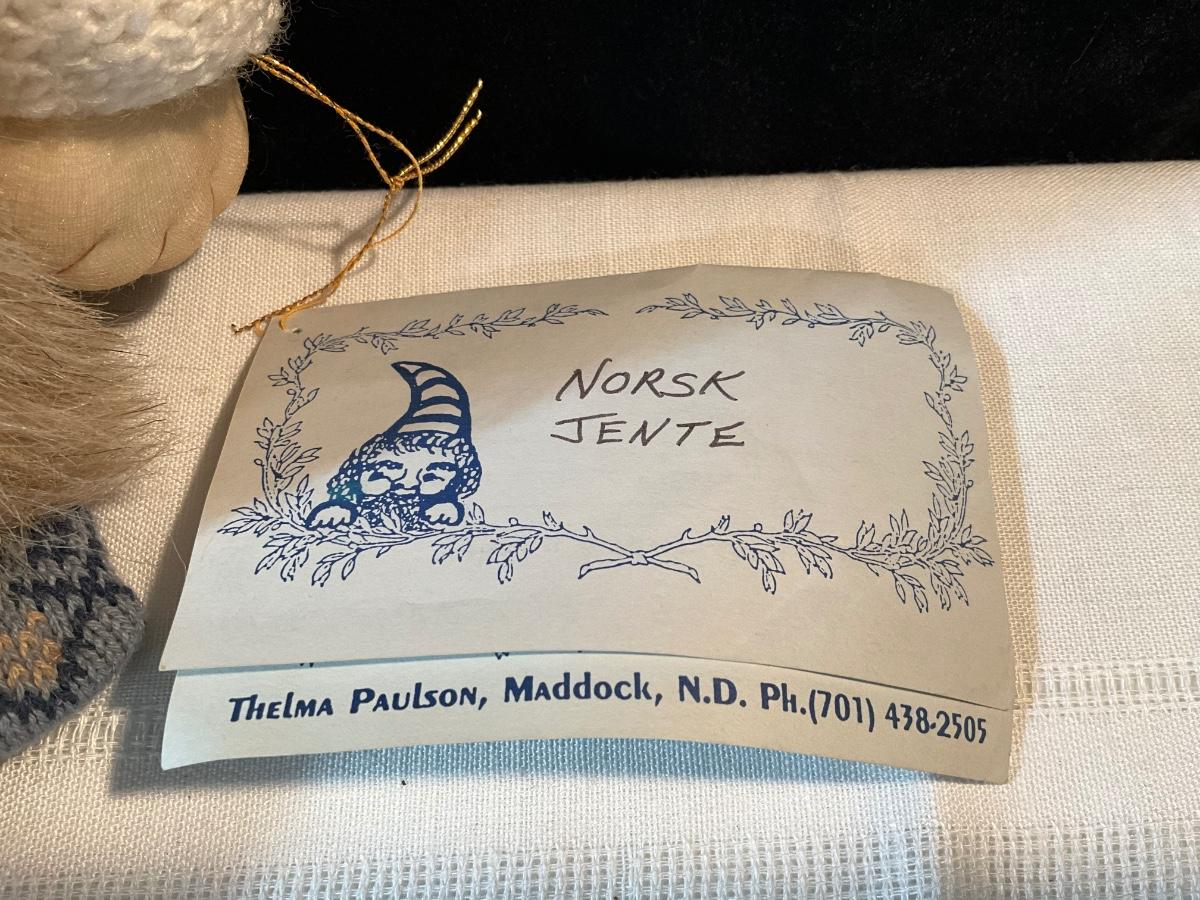 NORSK
JENTE
Thelma Paulson, Maddock, N.D. Ph.(701) 438-2505